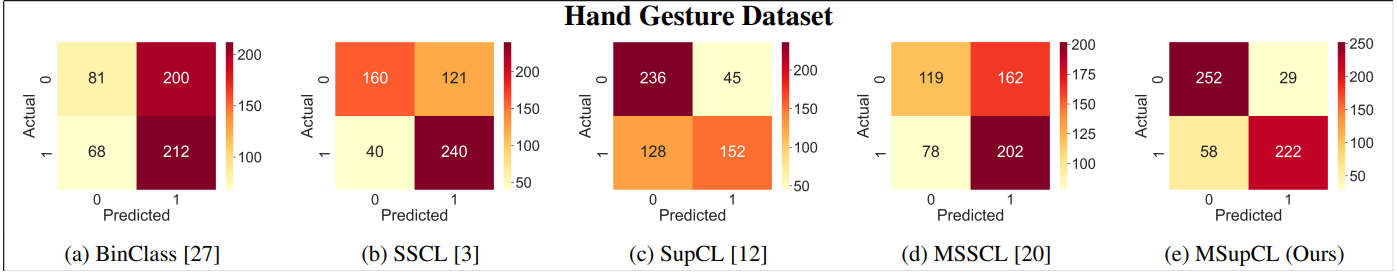 Hand Gesture Dataset
Actual
0
1
81 200
68 212
0 1
Predicted
200
150
100
(a) BinClass [27]
Actual
0
1
160 121
40 240
0 1
Predicted
200
150
100
50
(b) SSCL [3]
Actual
0
1
236 45
128 152
0 1
Predicted
200
150
100
50
(c) SupCL [12]
Actual
0
1
119 162
78 202
0 1
Predicted
200
175
150
125
100
(d) MSSCL [20]
Actual
0
1
252 29
58 222
0 1
Predicted
250
200
150
100
50
(e) MSupCL (Ours)